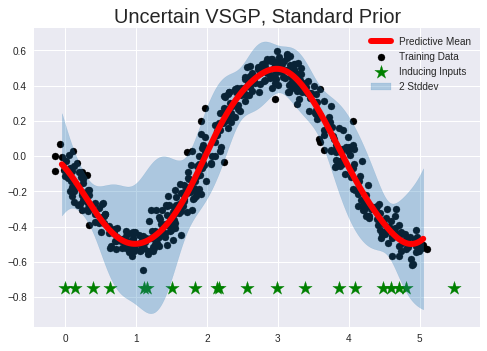 Uncertain VSGP, Standard Prior
Predictive Mean
Training Data
Inducing Inputs
2 Stddev
0.6
0.4
0.2
0.0
−0.2
−0.4
−0.6
−0.8
0 1 2 3 4 5